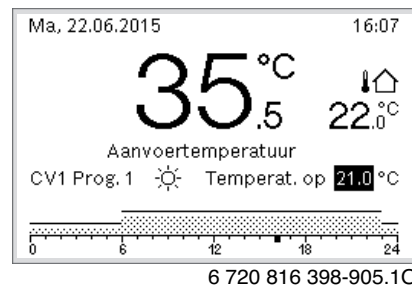 Ma, 22.06.2015 16:07
35.5 °C
22.0 °C
Aanvoertemperatuur
CV1 Prog. 1 Temperat. op 21.0 °C
0 6 12 18 24
6 720 816 398-905.1O